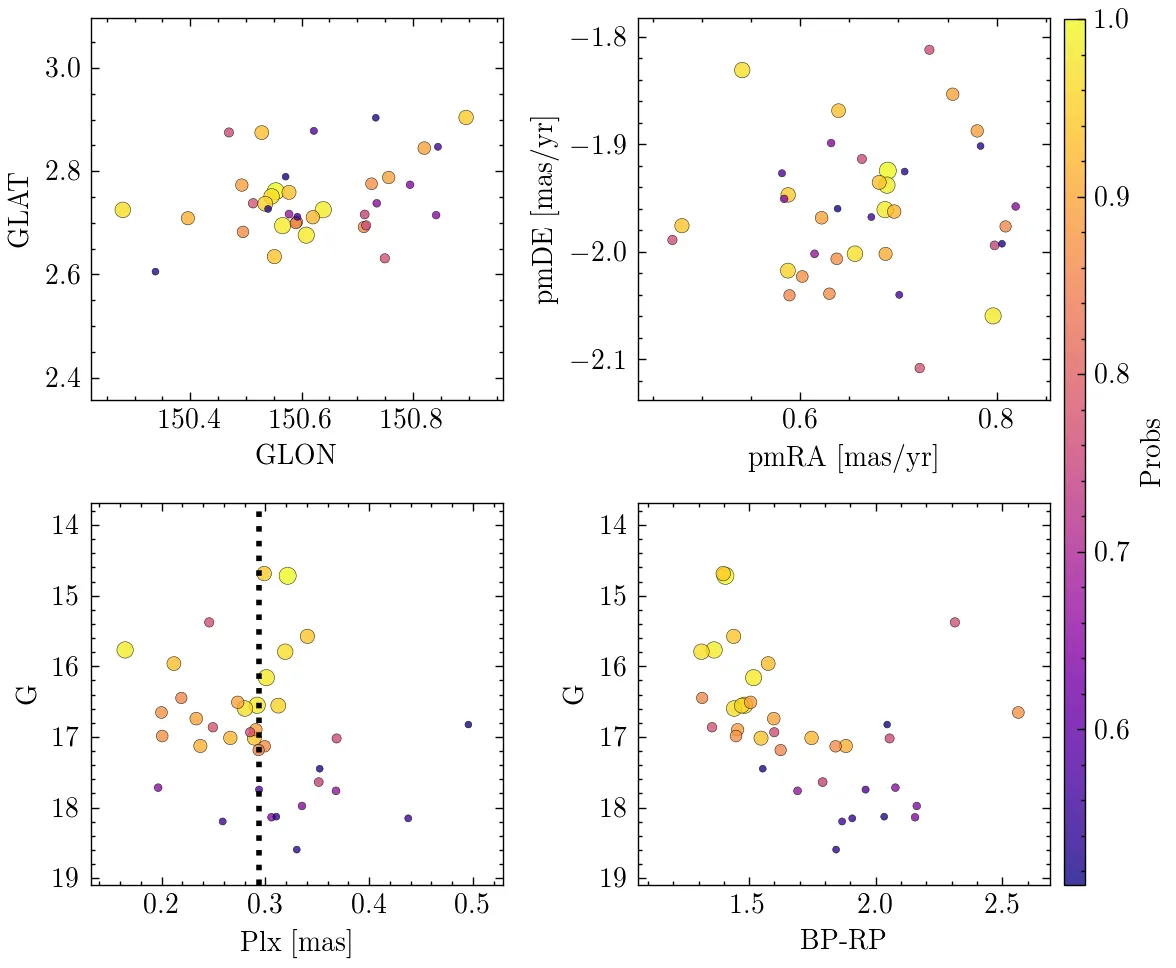 3.0
2.8
2.6
2.4
GLAT
150.4 150.6 150.8
GLON
−1.8
−1.9
−2.0
−2.1
pmDE [mas/yr]
0.6 0.8
pmRA [mas/yr]
14
15
16
17
18
19
G
0.2 0.3 0.4 0.5
Plx [mas]
14
15
16
17
18
19
G
1.5 2.0 2.5
BP-RP
1.0
0.9
0.8
0.7
0.6
Probs